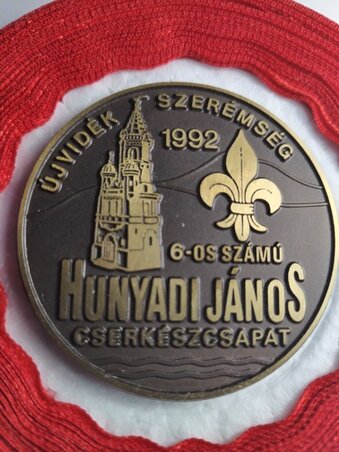 ÚJVIDÉK SZERÉMSÉG
1992
6-OS SZÁMÚ
HUNYADI JÁNOS
CSERKÉSZCSAPAT